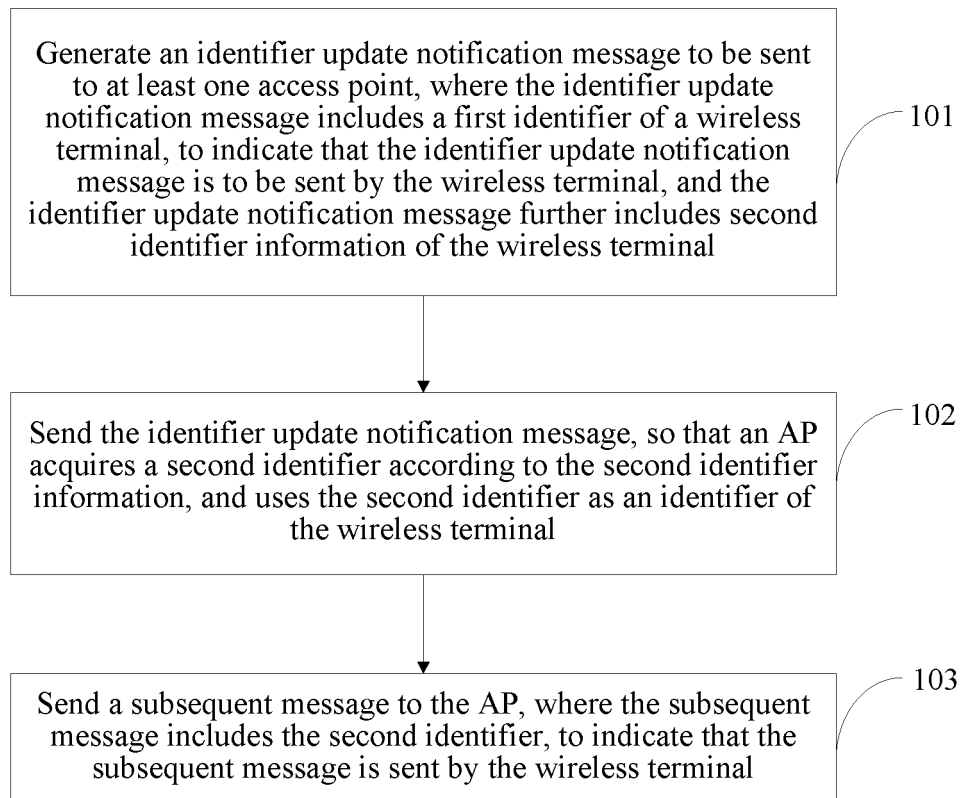 Generate an identifier update notification message to be sent
to at least one access point, where the identifier update
notification message includes a first identifier of a wireless
terminal, to indicate that the identifier update notification
message is to be sent by the wireless terminal, and the
identifier update notification message further includes second
identifier information of the wireless terminal
101
Send the identifier update notification message, so that an AP
acquires a second identifier according to the second identifier
information, and uses the second identifier as an identifier of
the wireless terminal
102
Send a subsequent message to the AP, where the subsequent
message includes the second identifier, to indicate that the
subsequent message is sent by the wireless terminal
103